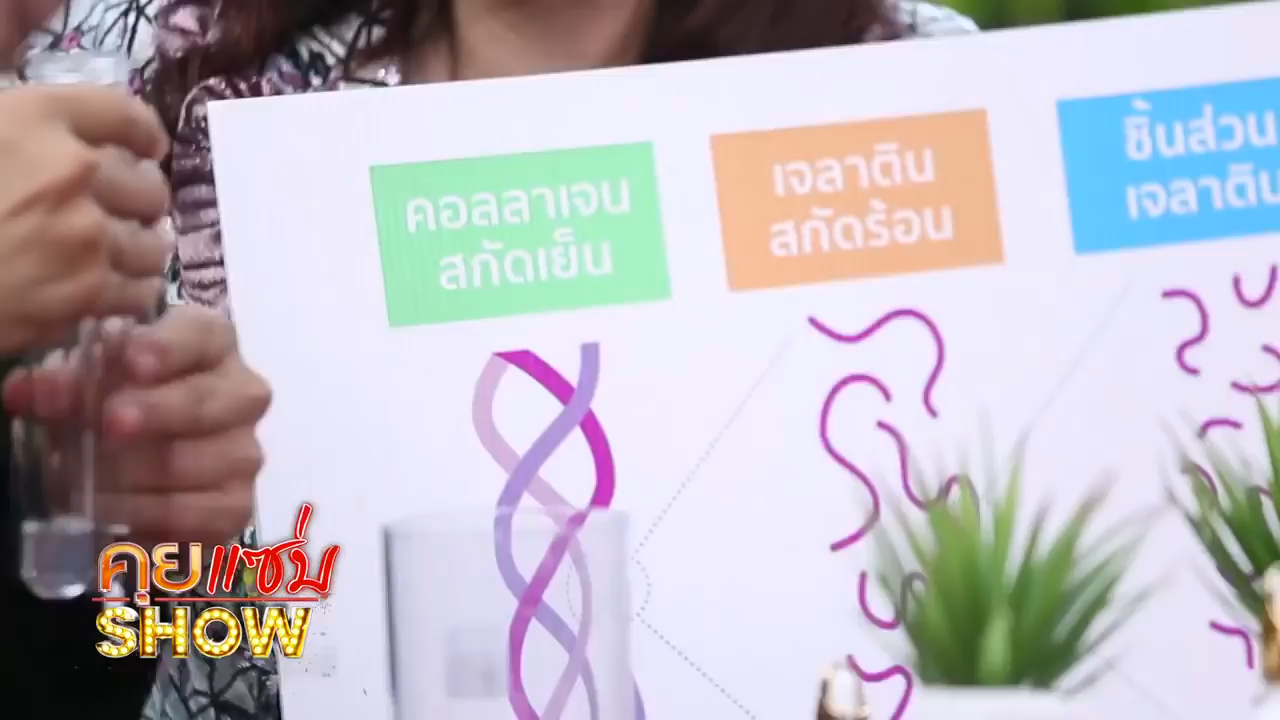 คอลลาเจน
สกัดเย็น
เจลาติน
สกัดร้อน
ชิ้นส่วน
เจลาติน
คุยแซ่บ
SHOW